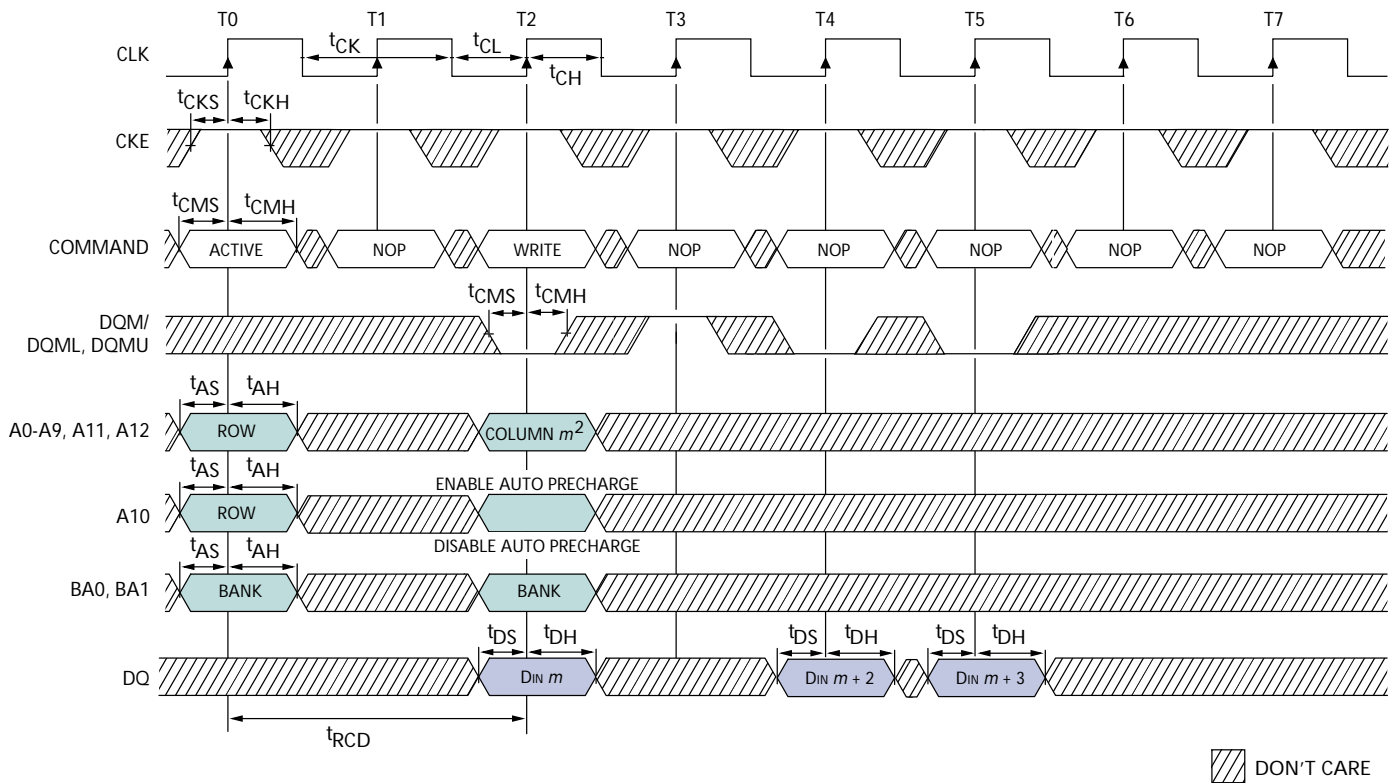 T0 T1 T2 T3 T4 T5 T6 T7
CLK
tCK tCL
tCH
tCKS tCKH
CKE
tCMS tCMH
COMMAND ACTIVE NOP WRITE NOP NOP NOP NOP NOP
tCMS tCMH
DQM/
DQML, DQMU
tAS tAH
A0-A9, A11, A12 ROW COLUMN m2
tAS tAH ENABLE AUTO PRECHARGE
A10 ROW
DISABLE AUTO PRECHARGE
tAS tAH
BA0, BA1 BANK BANK
tDS tDH tDS tDH tDS tDH
DQ DIN m DIN m + 2 DIN m + 3
tRCD
DON'T CARE